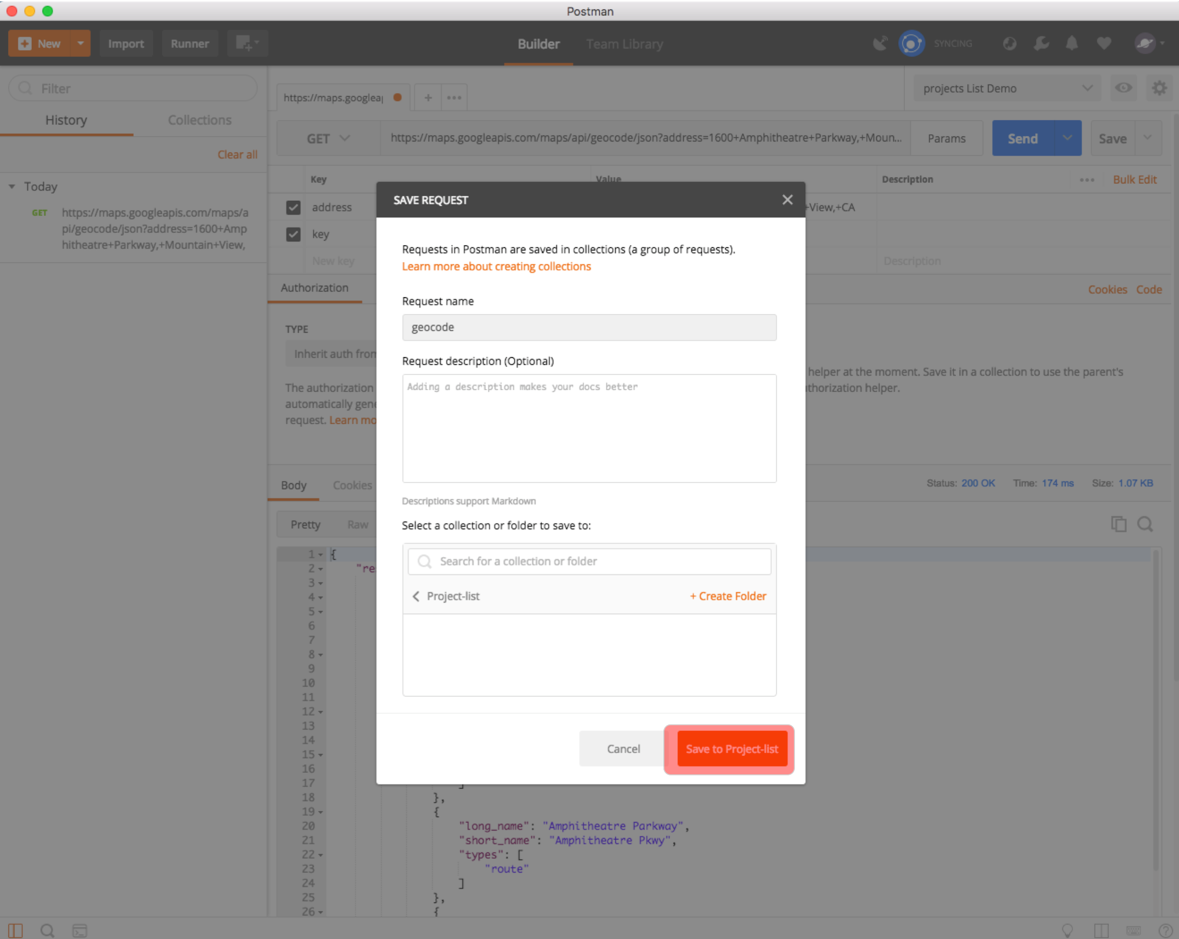 Postman
New
Import
Runner
Builder
Team Library
SYNCING
Filter
History
Collections
Clear all
Today
GET
https://maps.googleapis.com/maps/a
pi/geocode/json?address=1600+Amp
hitheatre+Parkway,+Mountain+View,
https://maps.googleap
projects List Demo
GET
https://maps.googleapis.com/maps/api/geocode/json?address=1600+Amphitheatre+Parkway,+Moun...
Params
Send
Save
Key
Value
Description
Bulk Edit
address
+View,+CA
key
New key
Description
Authorization
Cookies
Code
TYPE
Inherit auth from
The authorization
automatically gene
request. Learn mo
helper at the moment. Save it in a collection to use the parent's
thorization helper.
Body
Cookies
Status: 200 OK
Time: 174 ms
Size: 1.07 KB
Pretty
Raw
SAVE REQUEST
Requests in Postman are saved in collections (a group of requests).
Learn more about creating collections
Request name
geocode
Request description (Optional)
Adding a description makes your docs better
Descriptions support Markdown
Select a collection or folder to save to:
Search for a collection or folder
Project-list
+ Create Folder
Cancel
Save to Project-list
1 {
2 "re
3
4
5
6
7
8
9
10
11
12
13
14
15
16
17 ]
18 },
19 {
20 "long_name": "Amphitheatre Parkway",
21 "short_name": "Amphitheatre Pkwy",
22 "types": [
23 "route"
24 ]
25 },
26 {